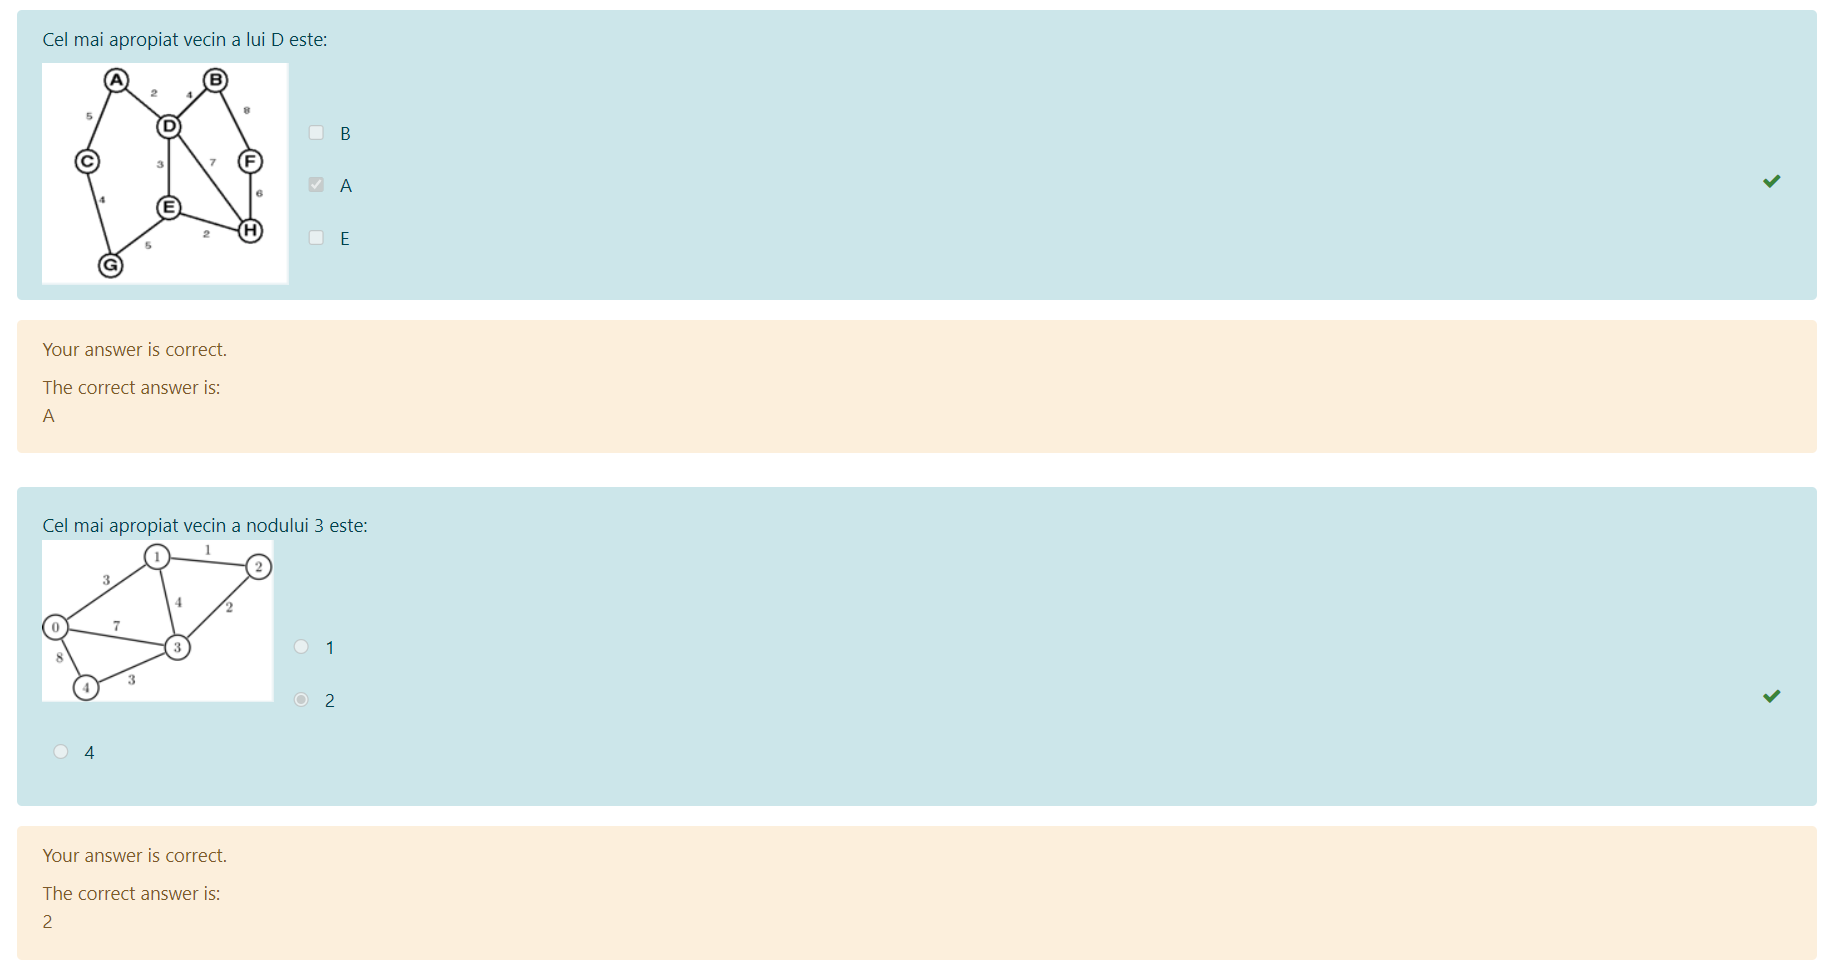 Cel mai apropiat vecin a lui D este:
A
B
2
4
5
8
D
C
3
7
F
4
6
E
2
H
5
G
B
A
E
Your answer is correct.
The correct answer is:
A
Cel mai apropiat vecin a nodului 3 este:
1
1
2
3
4
2
0
7
3
8
4
3
1
2
4
Your answer is correct.
The correct answer is:
2